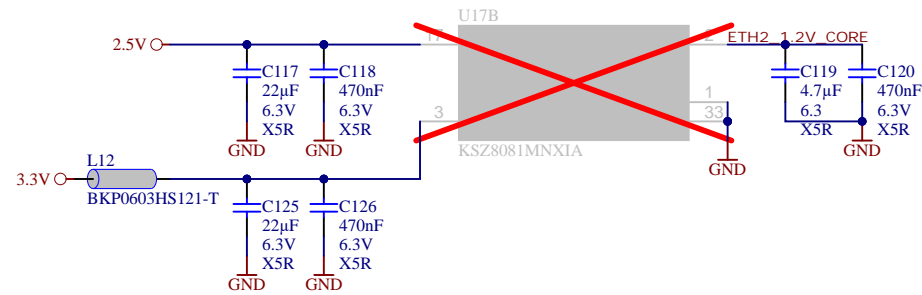 U17B
2.5V
17
2
ETH2_1.2V_CORE
C117
22µF
6.3V
X5R
GND
C118
470nF
6.3V
X5R
GND
3
1
33
KSZ8081MNXIA
GND
C119
4.7µF
6.3
X5R
C120
470nF
6.3V
X5R
GND
L12
3.3V
BKP0603HS121-T
C125
22µF
6.3V
X5R
GND
C126
470nF
6.3V
X5R
GND